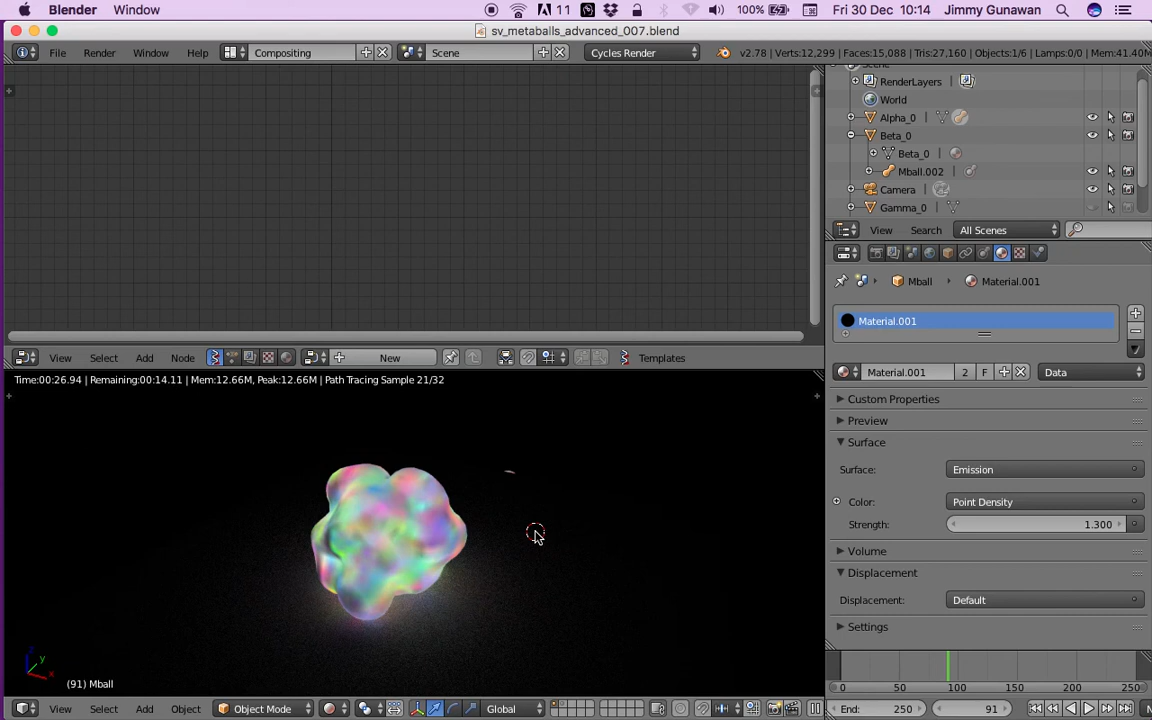 Blender Window 11 100% Fri 30 Dec 10:14 Jimmy Gunawan
sv_metaballs_advanced_007.blend
File Render Window Help Compositing Scene Cycles Render v2.78 | Verts:12,299 | Faces:15,088 | Tris:27,160 | Objects:1/6 | Lamps:0/0 | Mem:41.40
RenderLayers |
World
Alpha_0 |
Beta_0
Beta_0 |
Mball.002 |
Camera |
Gamma_0 |
View Search All Scenes
Mball Material.001
Material.001
View Select Add Node New Templates
Material.001 2 F Data
Time:00:26.94 | Remaining:00:14.11 | Mem:12.66M, Peak:12.66M | Path Tracing Sample 21/32
Custom Properties
Preview
Surface
Surface: Emission
Color: Point Density
Strength: 1.300
Volume
Displacement
Displacement: Default
Settings
z
y
x
(91) Mball
0 50 100 150 200 250
View Select Add Object Object Mode Global End: 250 91